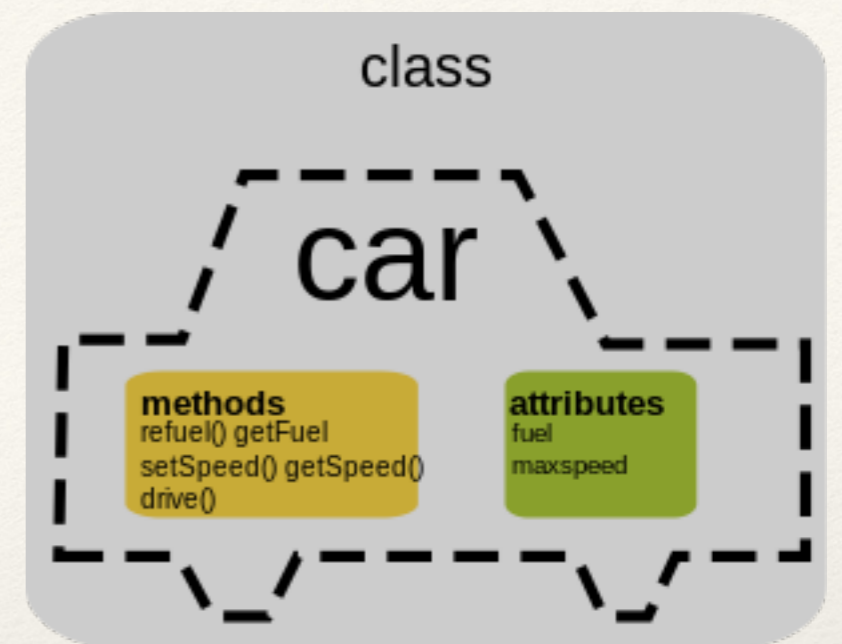 class
car
methods
refuel() getFuel
setSpeed() getSpeed()
drive()
attributes
fuel
maxspeed